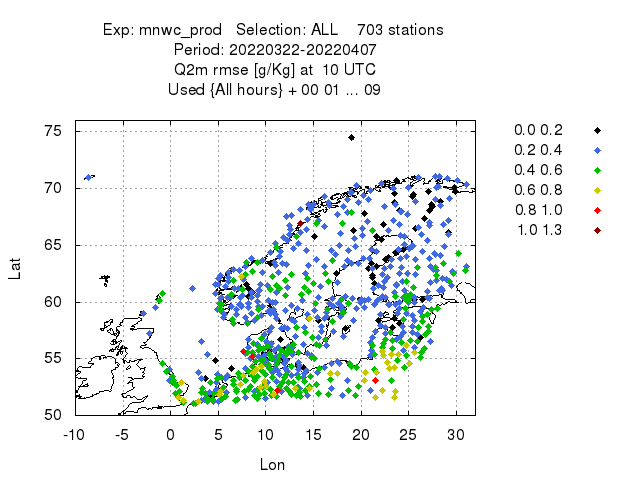 Exp: mnwc_prod   Selection: ALL    703 stations
Period: 20220322-20220407
Q2m rmse [g/Kg] at  10 UTC
Used {All hours} + 00 01 ... 09
0.0 0.2
0.2 0.4
0.4 0.6
0.6 0.8
0.8 1.0
1.0 1.3
75
70
65
60
55
50
Lat
-10 -5 0 5 10 15 20 25 30
Lon